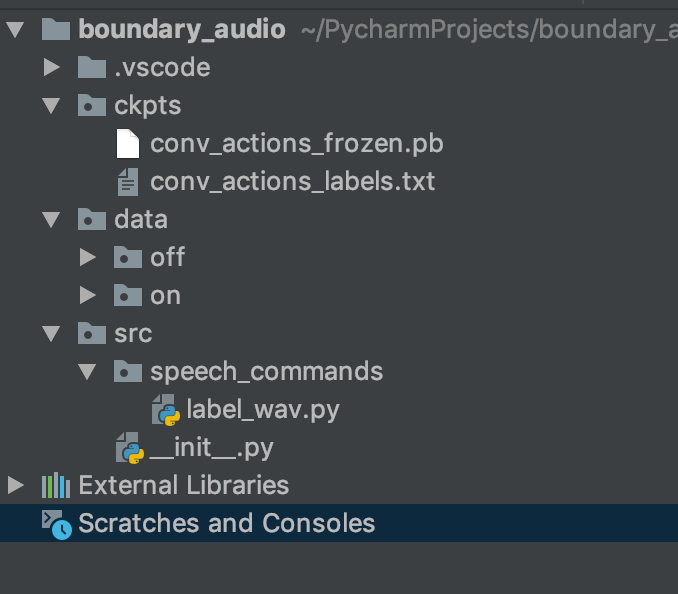 boundary_audio ~/PycharmProjects/boundary_a
.vscode
ckpts
conv_actions_frozen.pb
conv_actions_labels.txt
data
off
on
src
speech_commands
label_wav.py
__init__.py
External Libraries
Scratches and Consoles